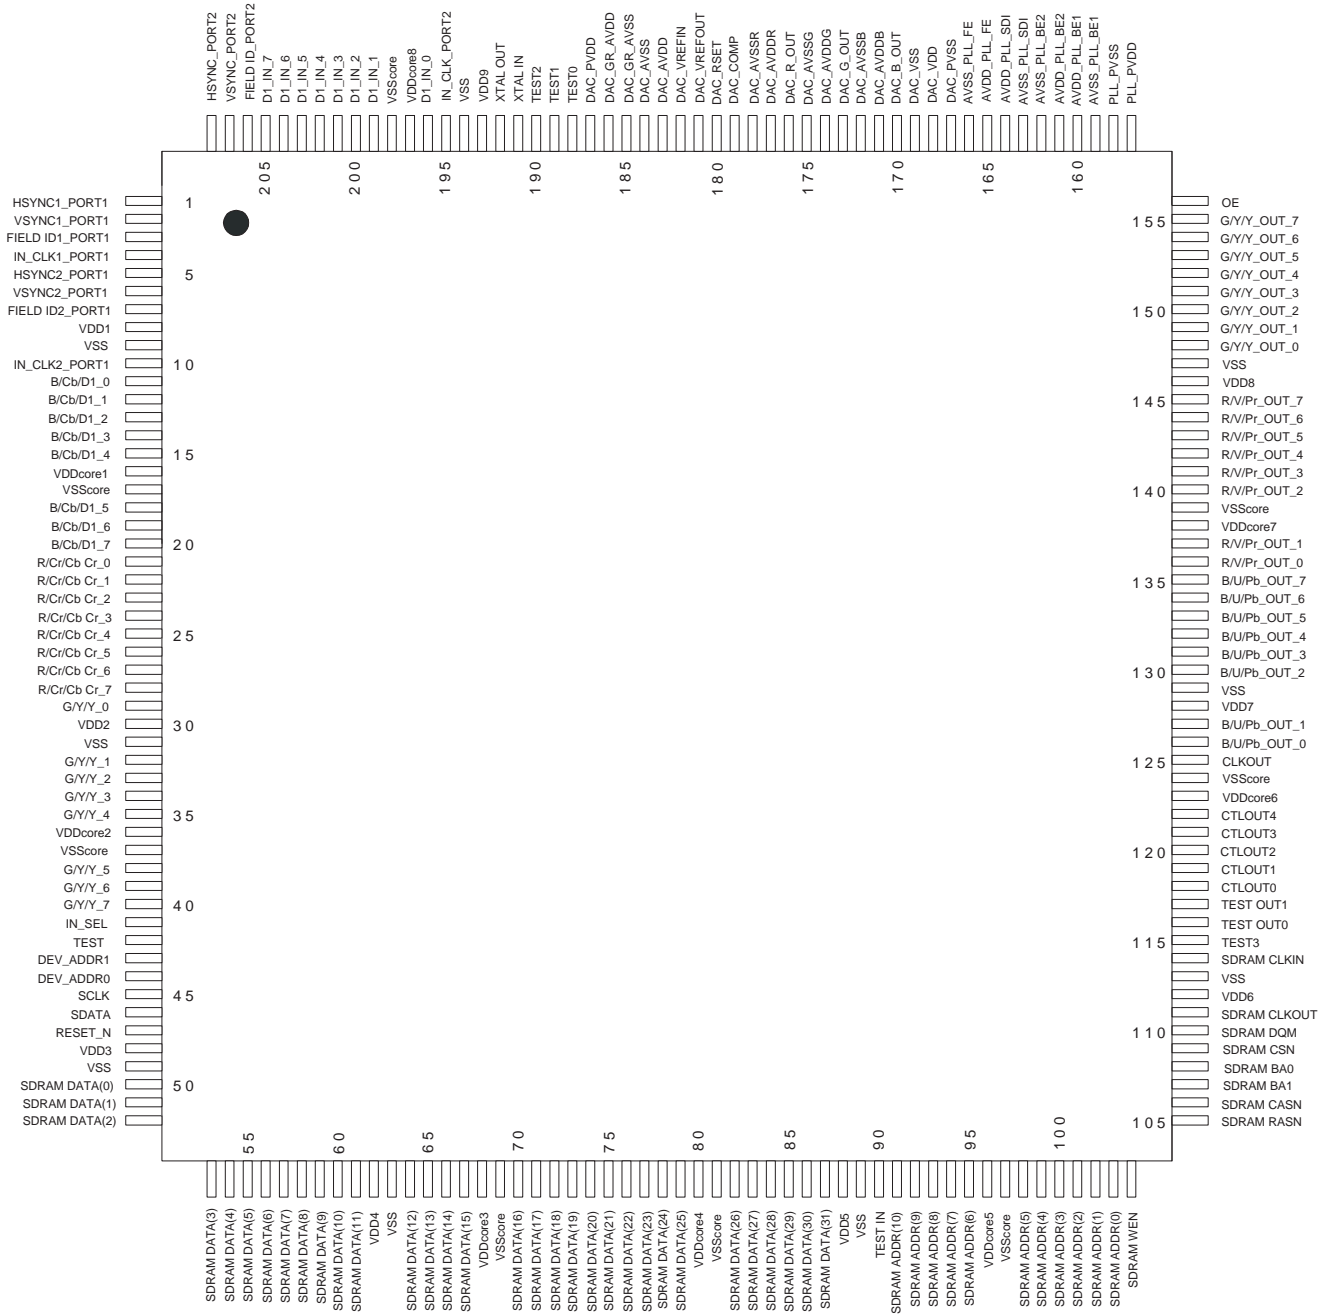 HSYNC_PORT2
VSYNC_PORT2
FIELD ID_PORT2
D1_IN_7
D1_IN_6
D1_IN_5
D1_IN_4
D1_IN_3
D1_IN_2
D1_IN_1
VSScore
VDDcore8
D1_IN_0
IN_CLK_PORT2
VSS
VDD9
XTAL OUT
XTAL IN
TEST2
TEST1
TEST0
DAC_PVDD
DAC_GR_AVDD
DAC_GR_AVSS
DAC_AVSS
DAC_AVDD
DAC_VREFIN
DAC_VREFOUT
DAC_RSET
DAC_COMP
DAC_AVSSR
DAC_AVDDR
DAC_R_OUT
DAC_AVSSG
DAC_AVDDG
DAC_G_OUT
DAC_AVSSB
DAC_AVDDB
DAC_B_OUT
DAC_VSS
DAC_VDD
DAC_PVSS
AVSS_PLL_FE
AVDD_PLL_FE
AVDD_PLL_SDI
AVSS_PLL_SDI
AVSS_PLL_BE2
AVDD_PLL_BE2
AVDD_PLL_BE1
AVSS_PLL_BE1
PLL_PVSS
PLL_PVDD
205
200
195
190
185
180
175
170
165
160
HSYNC1_PORT1
VSYNC1_PORT1
FIELD ID1_PORT1
IN_CLK1_PORT1
HSYNC2_PORT1
VSYNC2_PORT1
FIELD ID2_PORT1
VDD1
VSS
IN_CLK2_PORT1
B/Cb/D1_0
B/Cb/D1_1
B/Cb/D1_2
B/Cb/D1_3
B/Cb/D1_4
VDDcore1
VSScore
B/Cb/D1_5
B/Cb/D1_6
B/Cb/D1_7
R/Cr/Cb Cr_0
R/Cr/Cb Cr_1
R/Cr/Cb Cr_2
R/Cr/Cb Cr_3
R/Cr/Cb Cr_4
R/Cr/Cb Cr_5
R/Cr/Cb Cr_6
R/Cr/Cb Cr_7
G/Y/Y_0
VDD2
VSS
G/Y/Y_1
G/Y/Y_2
G/Y/Y_3
G/Y/Y_4
VDDcore2
VSScore
G/Y/Y_5
G/Y/Y_6
G/Y/Y_7
IN_SEL
TEST
DEV_ADDR1
DEV_ADDR0
SCLK
SDATA
RESET_N
VDD3
VSS
SDRAM DATA(0)
SDRAM DATA(1)
SDRAM DATA(2)
1
5
10
15
20
25
30
35
40
45
50
155
150
145
140
135
130
125
120
115
110
105
OE
G/Y/Y_OUT_7
G/Y/Y_OUT_6
G/Y/Y_OUT_5
G/Y/Y_OUT_4
G/Y/Y_OUT_3
G/Y/Y_OUT_2
G/Y/Y_OUT_1
G/Y/Y_OUT_0
VSS
VDD8
R/V/Pr_OUT_7
R/V/Pr_OUT_6
R/V/Pr_OUT_5
R/V/Pr_OUT_4
R/V/Pr_OUT_3
R/V/Pr_OUT_2
VSScore
VDDcore7
R/V/Pr_OUT_1
R/V/Pr_OUT_0
B/U/Pb_OUT_7
B/U/Pb_OUT_6
B/U/Pb_OUT_5
B/U/Pb_OUT_4
B/U/Pb_OUT_3
B/U/Pb_OUT_2
VSS
VDD7
B/U/Pb_OUT_1
B/U/Pb_OUT_0
CLKOUT
VSScore
VDDcore6
CTLOUT4
CTLOUT3
CTLOUT2
CTLOUT1
CTLOUT0
TEST OUT1
TEST OUT0
TEST3
SDRAM CLKIN
VSS
VDD6
SDRAM CLKOUT
SDRAM DQM
SDRAM CSN
SDRAM BA0
SDRAM BA1
SDRAM CASN
SDRAM RASN
55
60
65
70
75
80
85
90
95
100
SDRAM DATA(3)
SDRAM DATA(4)
SDRAM DATA(5)
SDRAM DATA(6)
SDRAM DATA(7)
SDRAM DATA(8)
SDRAM DATA(9)
SDRAM DATA(10)
SDRAM DATA(11)
VDD4
VSS
SDRAM DATA(12)
SDRAM DATA(13)
SDRAM DATA(14)
SDRAM DATA(15)
VDDcore3
VSScore
SDRAM DATA(16)
SDRAM DATA(17)
SDRAM DATA(18)
SDRAM DATA(19)
SDRAM DATA(20)
SDRAM DATA(21)
SDRAM DATA(22)
SDRAM DATA(23)
SDRAM DATA(24)
SDRAM DATA(25)
VDDcore4
VSScore
SDRAM DATA(26)
SDRAM DATA(27)
SDRAM DATA(28)
SDRAM DATA(29)
SDRAM DATA(30)
SDRAM DATA(31)
VDD5
VSS
TEST IN
SDRAM ADDR(10)
SDRAM ADDR(9)
SDRAM ADDR(8)
SDRAM ADDR(7)
SDRAM ADDR(6)
VDDcore5
VSScore
SDRAM ADDR(5)
SDRAM ADDR(4)
SDRAM ADDR(3)
SDRAM ADDR(2)
SDRAM ADDR(1)
SDRAM ADDR(0)
SDRAM WEN